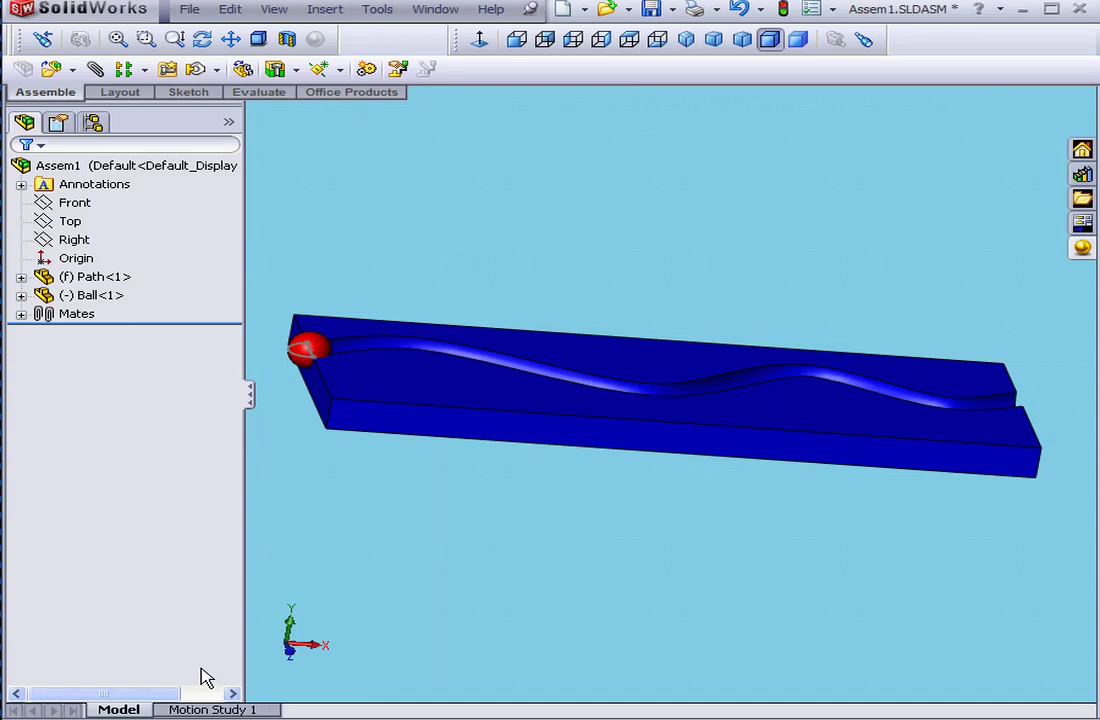 SW SolidWorks File Edit View Insert Tools Window Help Assem1.SLDASM * ?
Assemble Layout Sketch Evaluate Office Products
Assem1 (Default<Default_Display
A Annotations
Front
Top
Right
Origin
(f) Path<1>
(-) Ball<1>
Mates
Y
X
Z
Model Motion Study 1